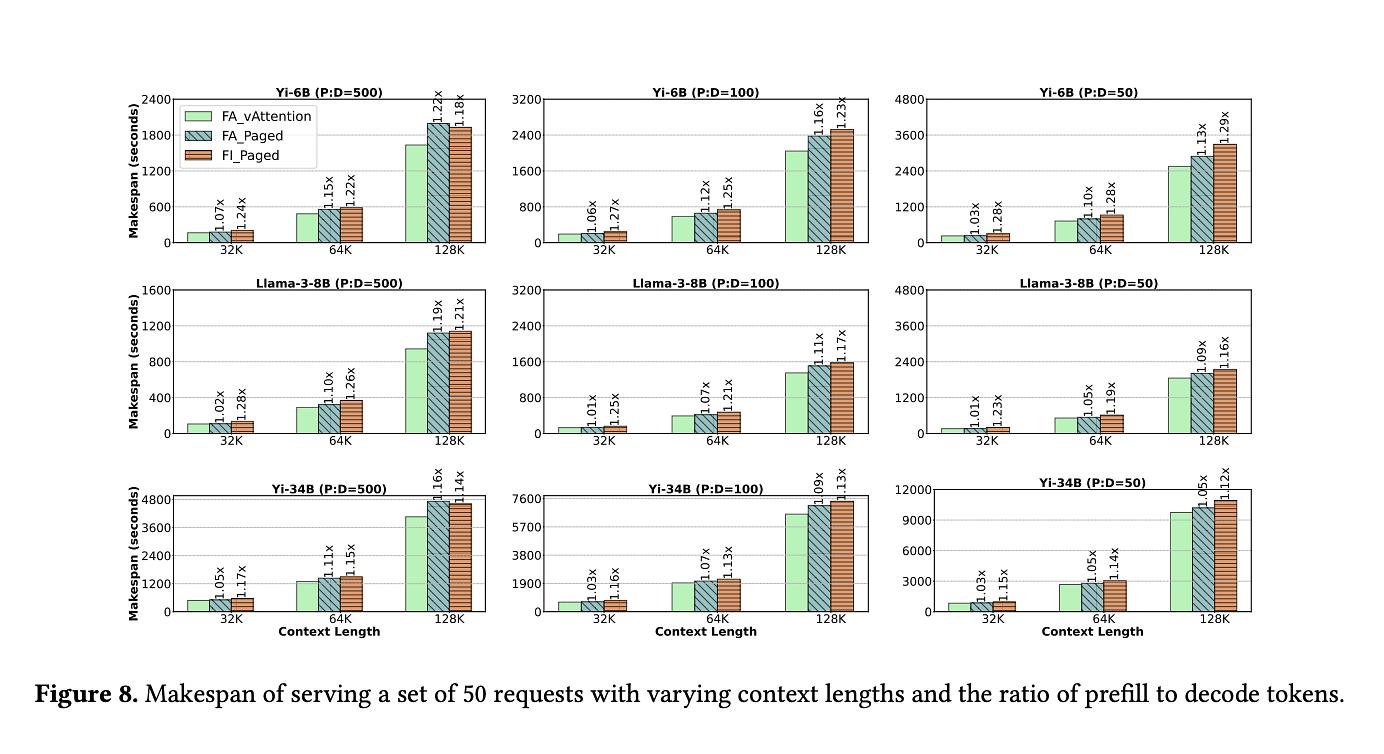 Yi-6B (P:D=500)
Makespan (seconds)
2400
1800
1200
600
0
FA_vAttention
FA_Paged
FI_Paged
1.07x
1.24x
1.15x
1.22x
1.22x
1.18x
32K
64K
128K
Yi-6B (P:D=100)
3200
2400
1600
800
0
1.06x
1.27x
1.12x
1.25x
1.16x
1.23x
32K
64K
128K
Yi-6B (P:D=50)
4800
3600
2400
1200
0
1.03x
1.28x
1.10x
1.28x
1.13x
1.29x
32K
64K
128K
Llama-3-8B (P:D=500)
Makespan (seconds)
1600
1200
800
400
0
1.02x
1.28x
1.10x
1.26x
1.19x
1.21x
32K
64K
128K
Llama-3-8B (P:D=100)
3200
2400
1600
800
0
1.01x
1.25x
1.07x
1.21x
1.11x
1.17x
32K
64K
128K
Llama-3-8B (P:D=50)
4800
3600
2400
1200
0
1.01x
1.23x
1.05x
1.19x
1.09x
1.16x
32K
64K
128K
Yi-34B (P:D=500)
Makespan (seconds)
4800
3600
2400
1200
0
1.05x
1.17x
1.11x
1.15x
1.16x
1.14x
32K
64K
128K
Context Length
Yi-34B (P:D=100)
7600
5700
3800
1900
0
1.03x
1.16x
1.07x
1.13x
1.09x
1.13x
32K
64K
128K
Context Length
Yi-34B (P:D=50)
12000
9000
6000
3000
0
1.03x
1.15x
1.05x
1.14x
1.05x
1.12x
32K
64K
128K
Context Length
Figure 8. Makespan of serving a set of 50 requests with varying context lengths and the ratio of prefill to decode tokens.